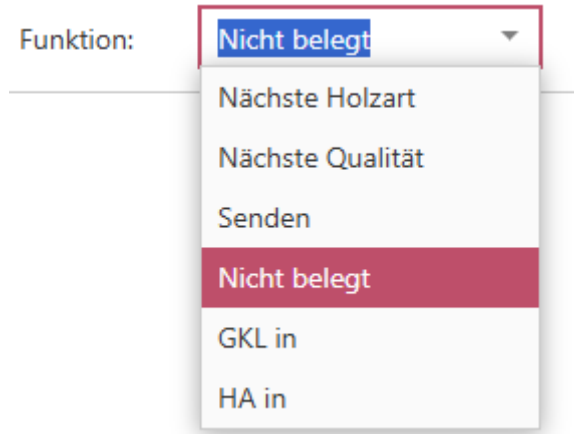 Funktion: Nicht belegt
Nächste Holzart
Nächste Qualität
Senden
Nicht belegt
GKL in
HA in